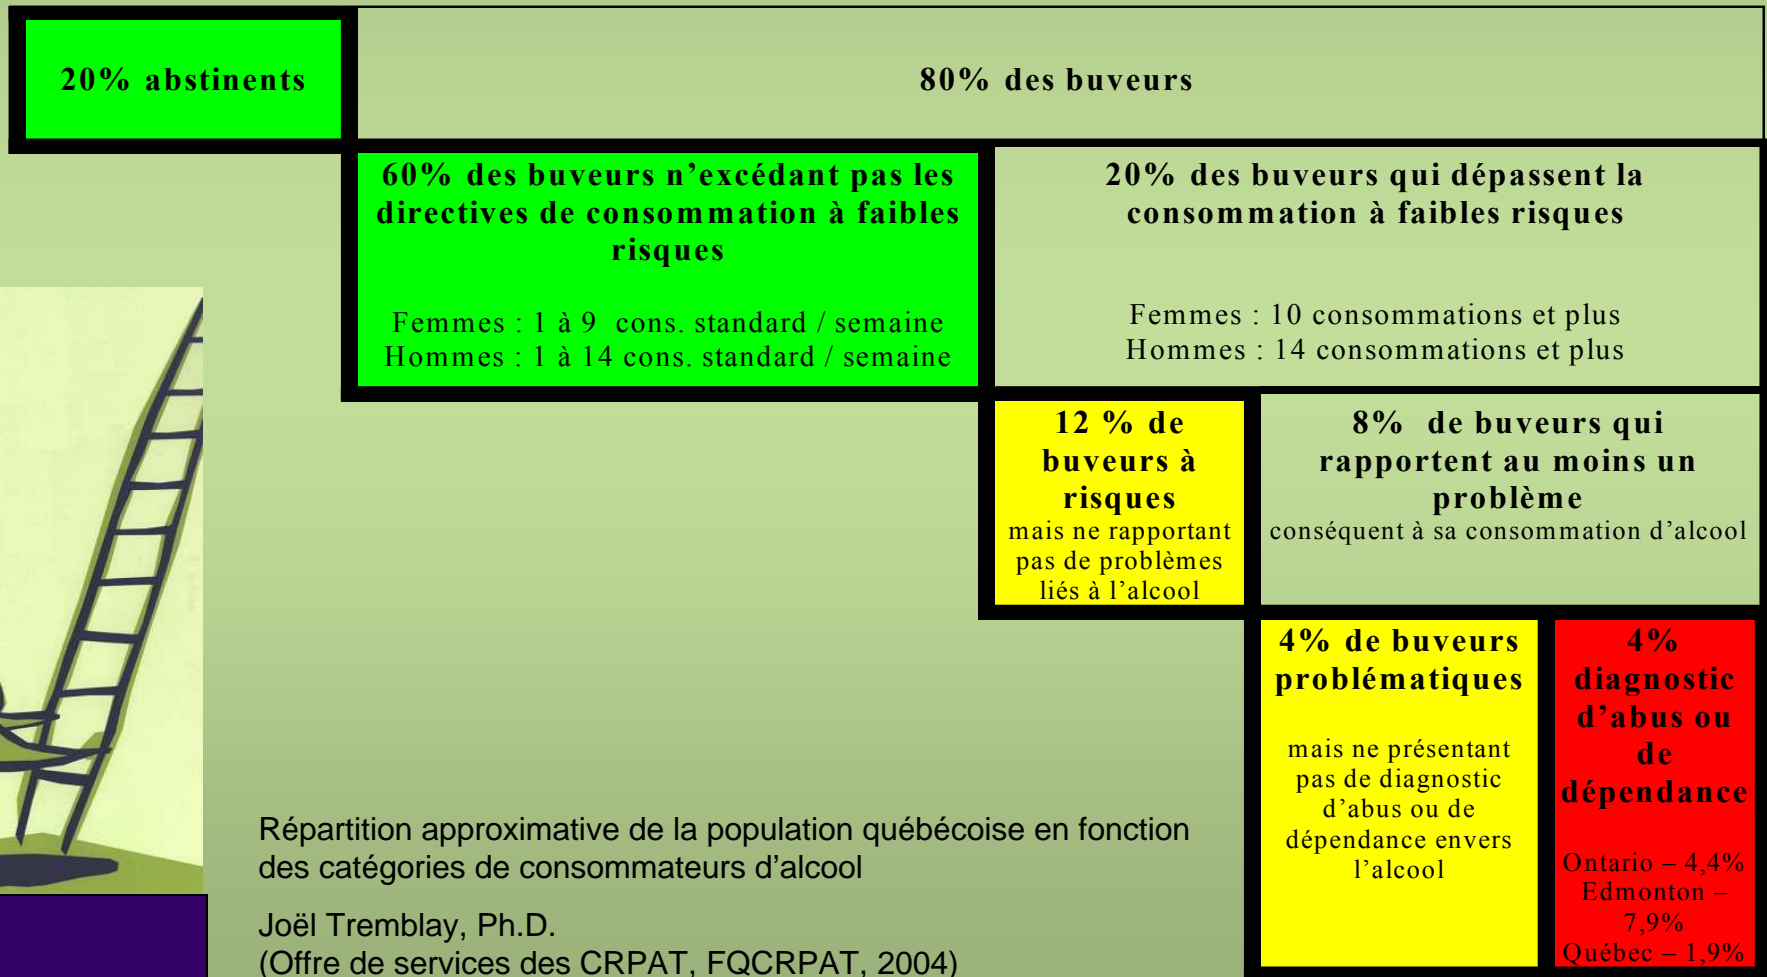 20% abstinents
80% des buveurs
60% des buveurs n’excédant pas les
directives de consommation à faibles
risques
Femmes : 1 à 9 cons. standard / semaine
Hommes : 1 à 14 cons. standard / semaine
20% des buveurs qui dépassent la
consommation à faibles risques
Femmes : 10 consommations et plus
Hommes : 14 consommations et plus
12 % de
buveurs à
risques
mais ne rapportant
pas de problèmes
liés à l’alcool
8% de buveurs qui
rapportent au moins un
problème
conséquent à sa consommation d’alcool
4% de buveurs
problématiques
mais ne présentant
pas de diagnostic
d’abus ou de
dépendance envers
l’alcool
4%
diagnostic
d’abus ou
de
dépendance
Ontario – 4,4%
Edmonton –
7,9%
Québec – 1,9%
Répartition approximative de la population québécoise en fonction
des catégories de consommateurs d’alcool
Joël Tremblay, Ph.D.
(Offre de services des CRPAT, FQCRPAT, 2004)